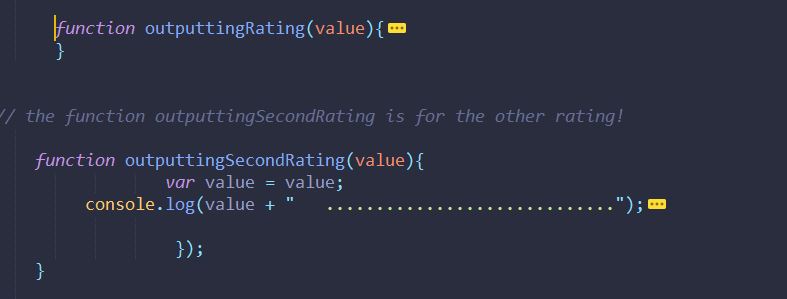 function outputtingRating(value){
}
// the function outputtingSecondRating is for the other rating!
function outputtingSecondRating(value){
var value = value;
console.log(value + "   .............................");
});
}